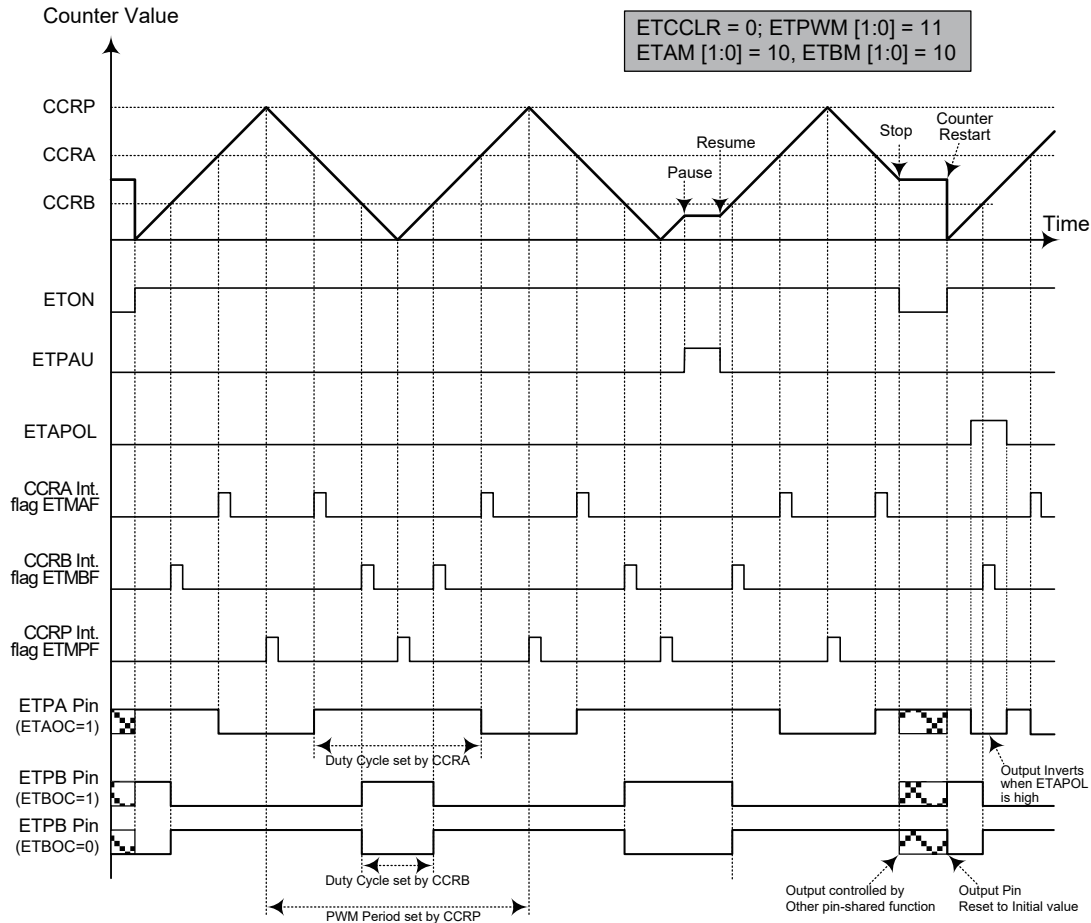 Counter Value
ETCCLR = 0; ETPWM [1:0] = 11
ETAM [1:0] = 10, ETBM [1:0] = 10
CCRP
CCRA
CCRB
Pause
Resume
Stop
Counter
Restart
Time
ETON
ETPAU
ETAPOL
CCRA Int.
flag ETMAF
CCRB Int.
flag ETMBF
CCRP Int.
flag ETMPF
ETPA Pin
(ETAOC=1)
Duty Cycle set by CCRA
Output Inverts
when ETAPOL
is high
ETPB Pin
(ETBOC=1)
ETPB Pin
(ETBOC=0)
Duty Cycle set by CCRB
PWM Period set by CCRP
Output controlled by
Other pin-shared function
Output Pin
Reset to Initial value